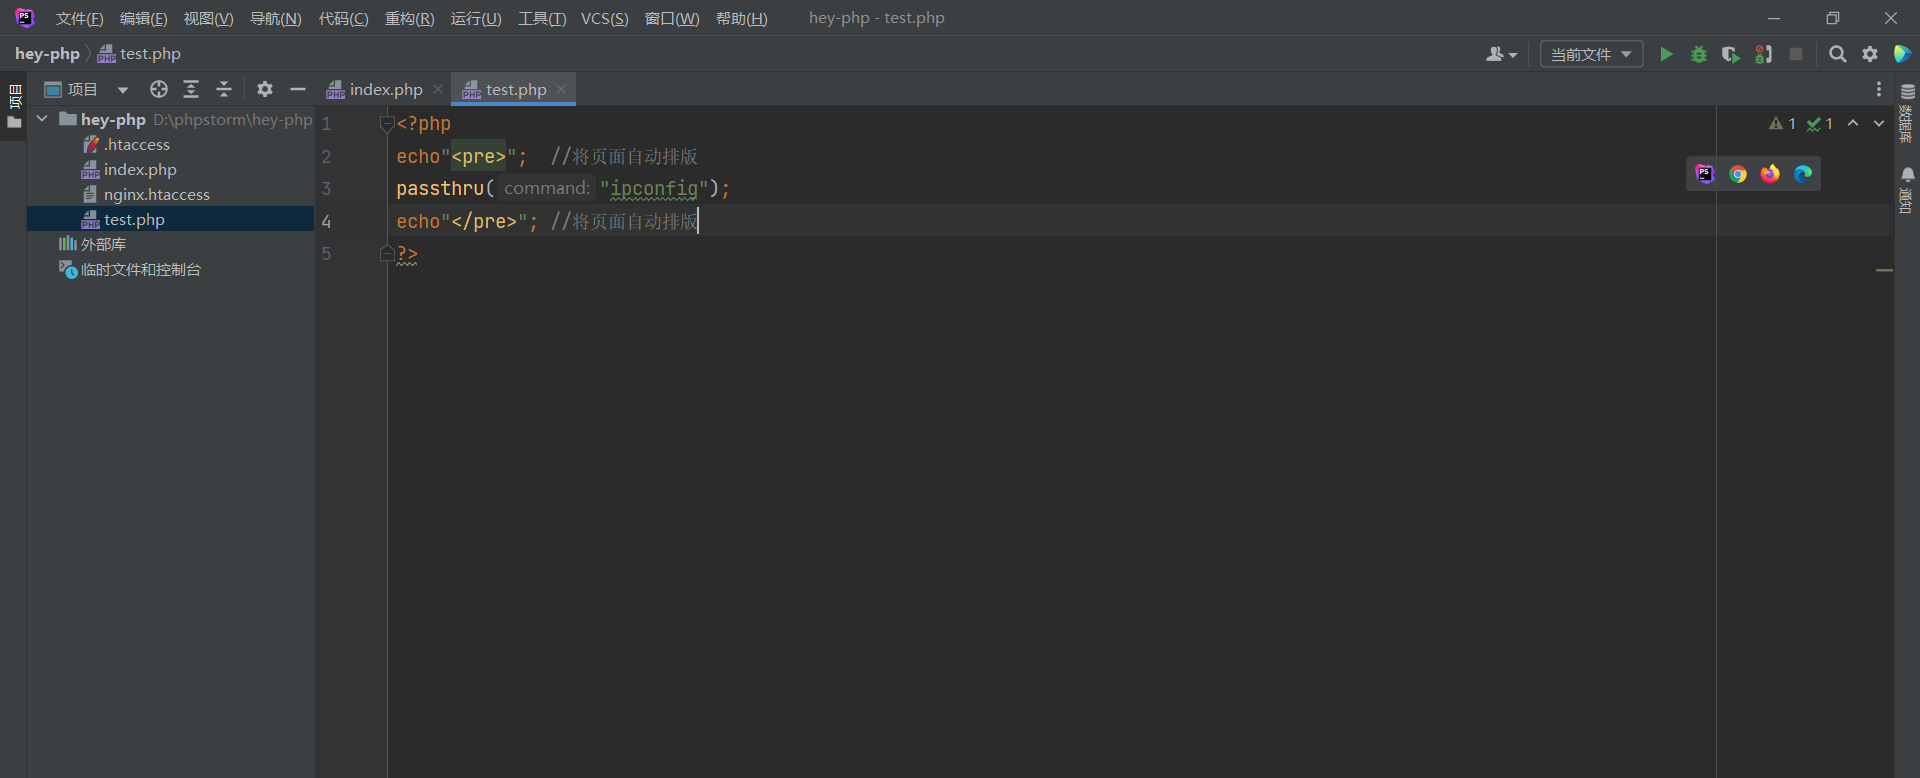 文件(F) 编辑(E) 视图(V) 导航(N) 代码(C) 重构(R) 运行(U) 工具(T) VCS(S) 窗口(W) 帮助(H) hey-php - test.php
hey-php test.php 当前文件
项目 index.php test.php
项目
hey-php D:\phpstorm\hey-php
.htaccess
index.php
nginx.htaccess
test.php
外部库
临时文件和控制台
1 <?php
2 echo"<pre>"; //将页面自动排版
3 passthru( command: "ipconfig");
4 echo"</pre>"; //将页面自动排版
5 ?>
1 1
数据库
通知